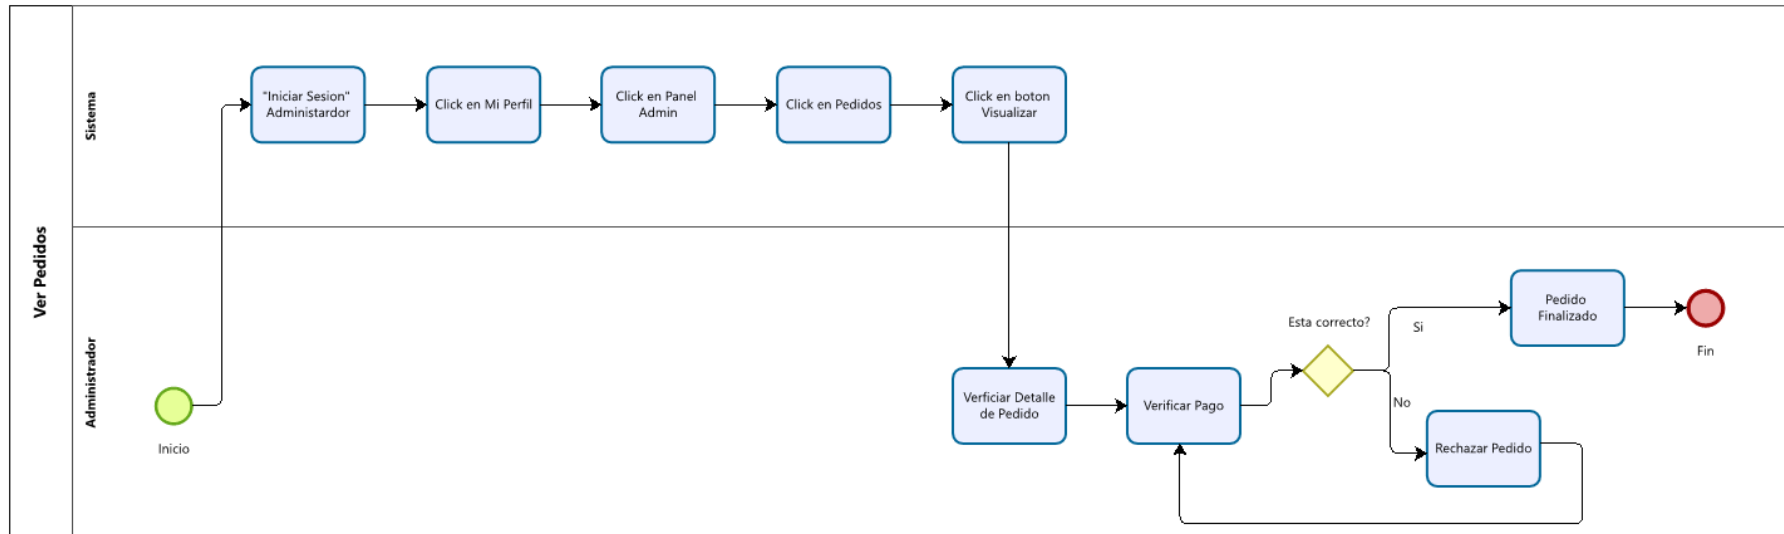 Ver Pedidos
Sistema
"Iniciar Sesion"
Administardor
Click en Mi Perfil
Click en Panel
Admin
Click en Pedidos
Click en boton
Visualizar
Administrador
Inicio
Verficiar Detalle
de Pedido
Verificar Pago
Esta correcto?
Si
No
Pedido
Finalizado
Fin
Rechazar Pedido